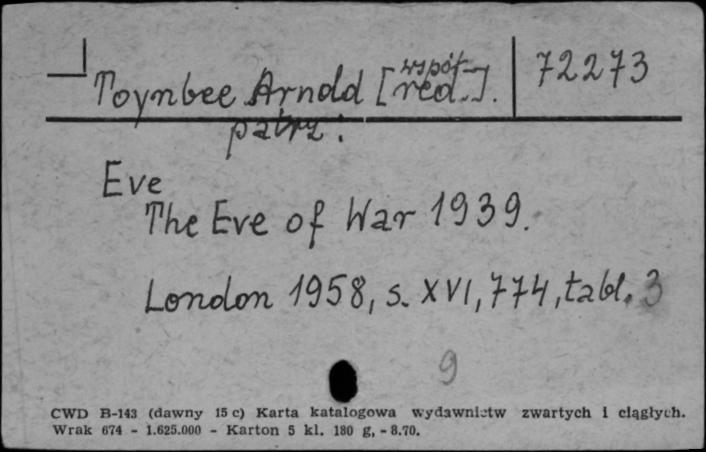 współ-
Toynbee Arnold [red.]. 72273
patrz:
Eve
The Eve of War 1939.
London 1958, s. XVI, 774, tabl. 3
9
CWD B-143 (dawny 15 c) Karta katalogowa wydawnictw zwartych i ciągłych.
Wrak 674 - 1.625.000 - Karton 5 kl. 180 g, - 8.70.